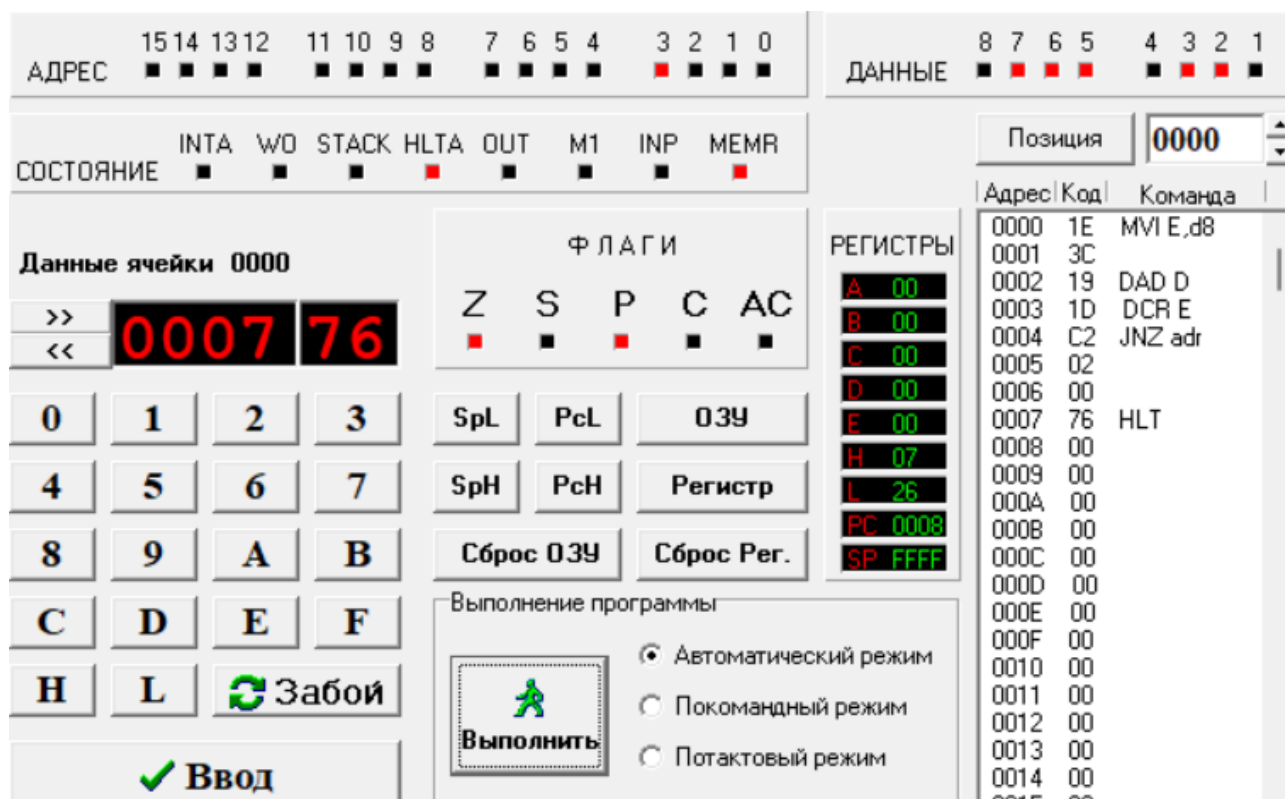 15 14 13 12 11 10 9 8 7 6 5 4 3 2 1 0
АДРЕС
8 7 6 5 4 3 2 1
ДАННЫЕ
INTA WO STACK HLTA OUT M1 INP MEMR
СОСТОЯНИЕ
Позиция 0000
Данные ячейки 0000
>>
<<
0007 76
0 1 2 3
4 5 6 7
8 9 A B
C D E F
H L Забой
Ввод
ФЛАГИ
Z S P C AC
SpL PcL ОЗУ
SpH PcH Регистр
Сброс ОЗУ Сброс Рег.
Выполнение программы
Выполнить
Автоматический режим
Покомандный режим
Потактовый режим
РЕГИСТРЫ
A 00
B 00
C 00
D 00
E 00
H 07
L 26
PC 0008
SP FFFF
Адрес Код Команда
0000 1E MVI E,d8
0001 3C
0002 19 DAD D
0003 1D DCR E
0004 C2 JNZ adr
0005 02
0006 00
0007 76 HLT
0008 00
0009 00
000A 00
000B 00
000C 00
000D 00
000E 00
000F 00
0010 00
0011 00
0012 00
0013 00
0014 00